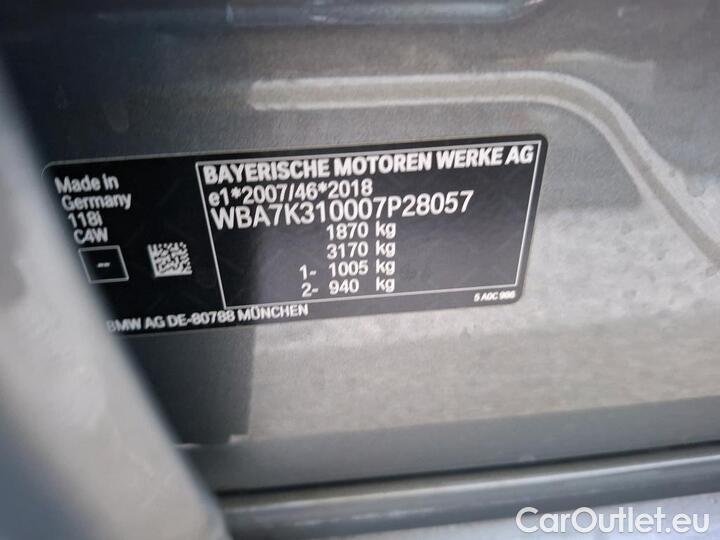 Made in
Germany
118i
C4W
--
BAYERISCHE MOTOREN WERKE AG
e1*2007/46*2018
WBA7K310007P28057
1870 kg
3170 kg
1- 1005 kg
2- 940 kg
5 A0C 986
BMW AG DE-80788 MÜNCHEN
CarOutlet.eu